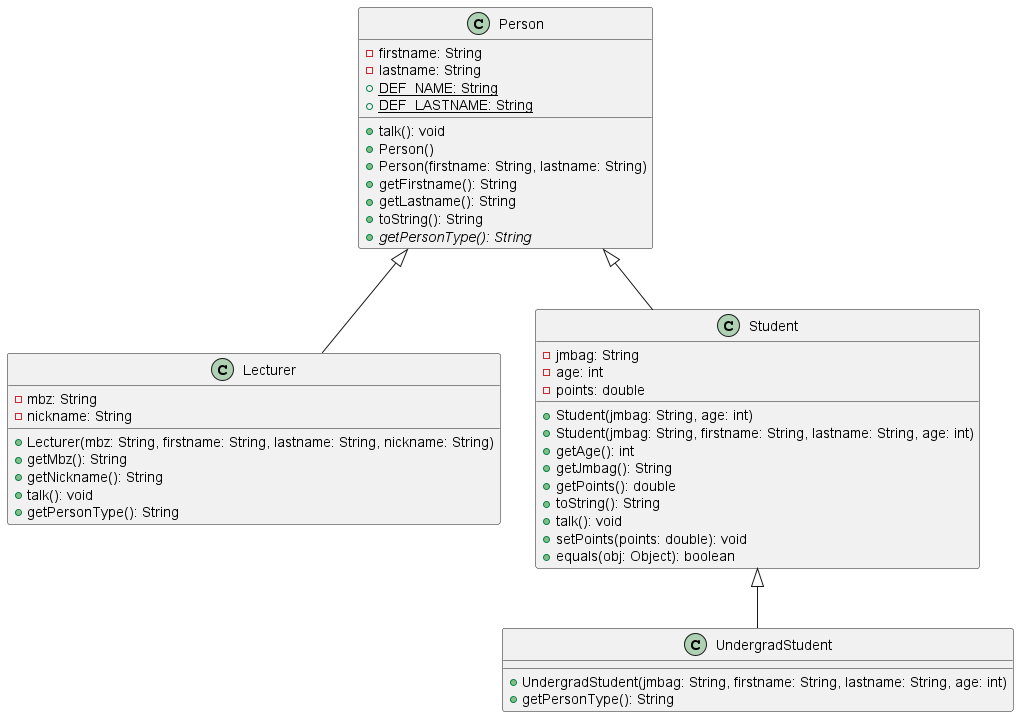 C Person
firstname: String
lastname: String
DEF_NAME: String
DEF_LASTNAME: String
talk(): void
Person()
Person(firstname: String, lastname: String)
getFirstname(): String
getLastname(): String
toString(): String
getPersonType(): String
C Lecturer
mbz: String
nickname: String
Lecturer(mbz: String, firstname: String, lastname: String, nickname: String)
getMbz(): String
getNickname(): String
talk(): void
getPersonType(): String
C Student
jmbag: String
age: int
points: double
Student(jmbag: String, age: int)
Student(jmbag: String, firstname: String, lastname: String, age: int)
getAge(): int
getJmbag(): String
getPoints(): double
toString(): String
talk(): void
setPoints(points: double): void
equals(obj: Object): boolean
C UndergradStudent
UndergradStudent(jmbag: String, firstname: String, lastname: String, age: int)
getPersonType(): String